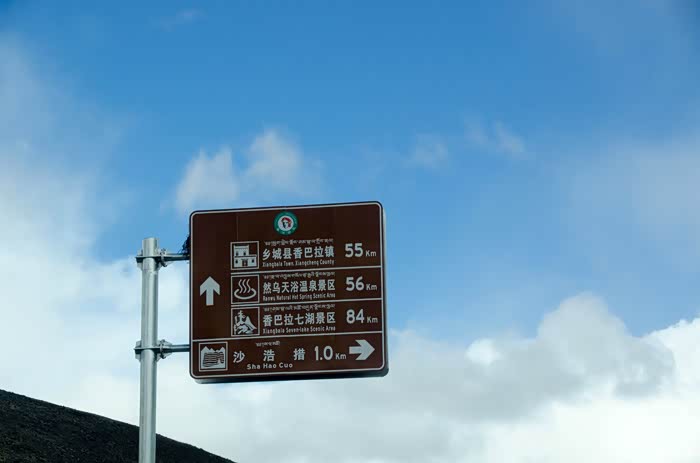 乡城县香巴拉镇 55 Km
Xiangbala Town, Xiangcheng County
然乌天浴温泉景区 56 Km
Ranwu Natural Hot Spring Scenic Area
香巴拉七湖景区 84 Km
Xiangbala Seven-lake Scenic Area
沙浩措 1.0 Km
Sha Hao Cuo